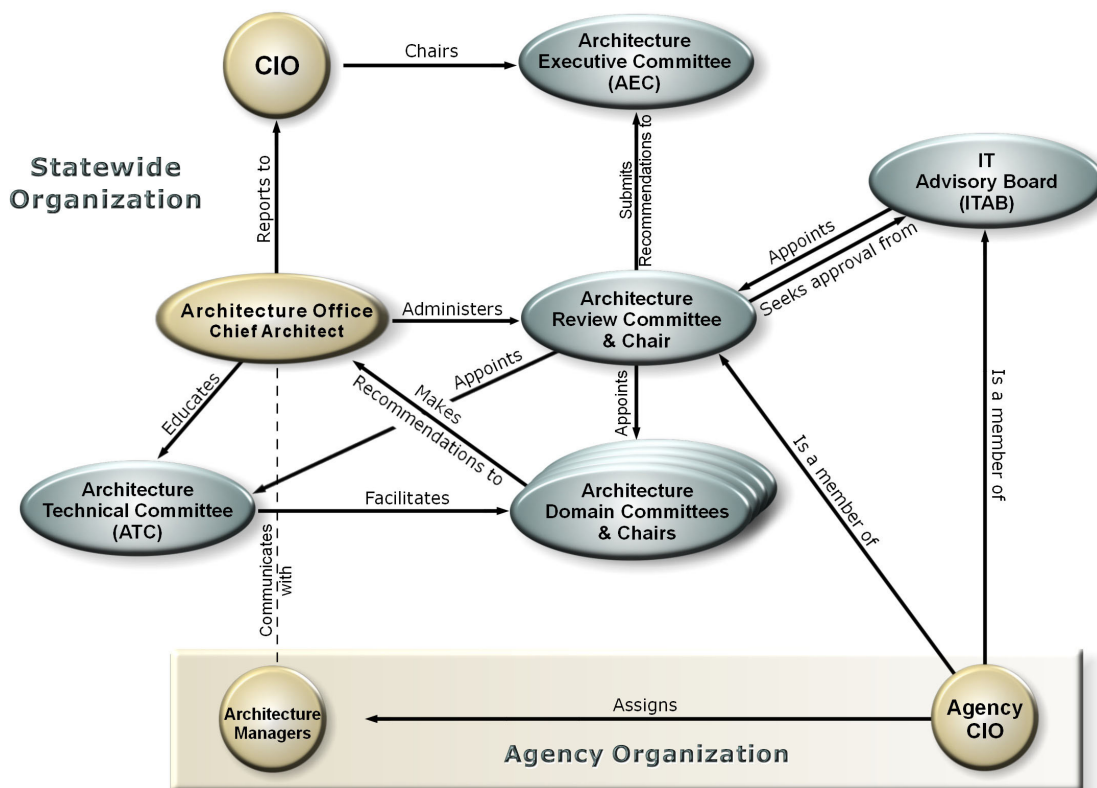 CIO
Chairs
Architecture
Executive Committee
(AEC)
Statewide
Organization
Reports to
Submits
Recommendations to
IT
Advisory Board
(ITAB)
Appoints
Seeks approval from
Architecture Office
Chief Architect
Administers
Architecture
Review Committee
& Chair
Educates
Appoints
Makes
Recommendations to
Appoints
Is a member of
Is a member of
Architecture
Technical Committee
(ATC)
Facilitates
Architecture
Domain Committees
& Chairs
Communicates
with
Architecture
Managers
Assigns
Agency
CIO
Agency Organization